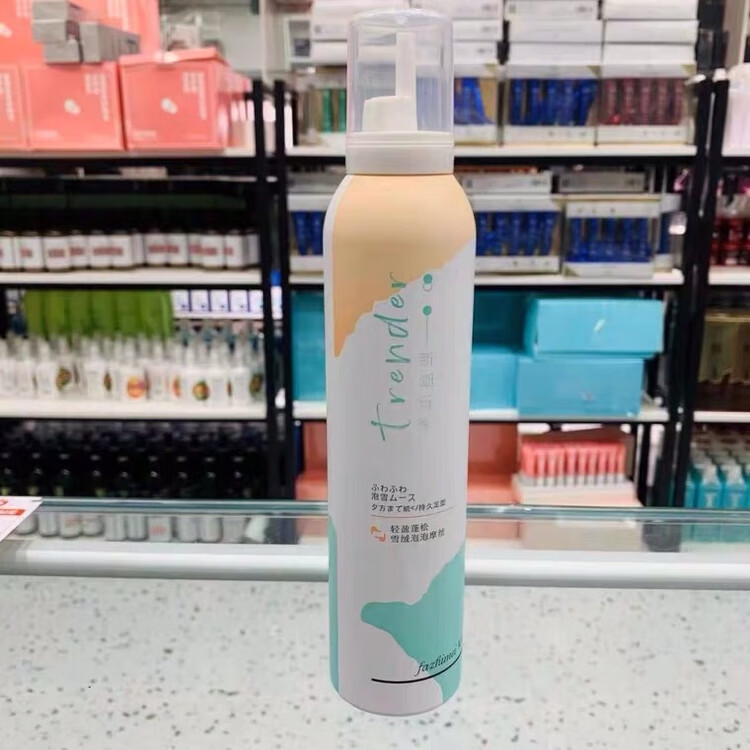 trender
ふわふわ
泡雪ムース
夕方まで続く/持久定型
轻盈蓬松
雪绒泡泡摩丝
fazhimei